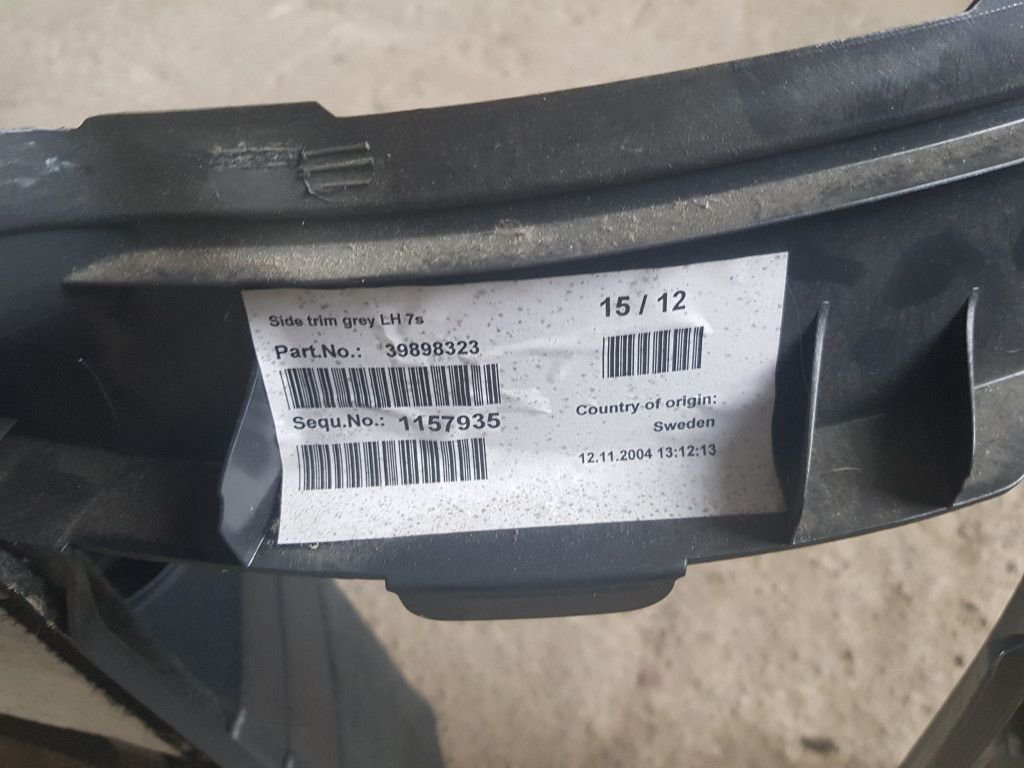 Side trim grey LH 7s
Part.No.: 39898323
Sequ.No.: 1157935
15 / 12
Country of origin:
Sweden
12.11.2004 13:12:13